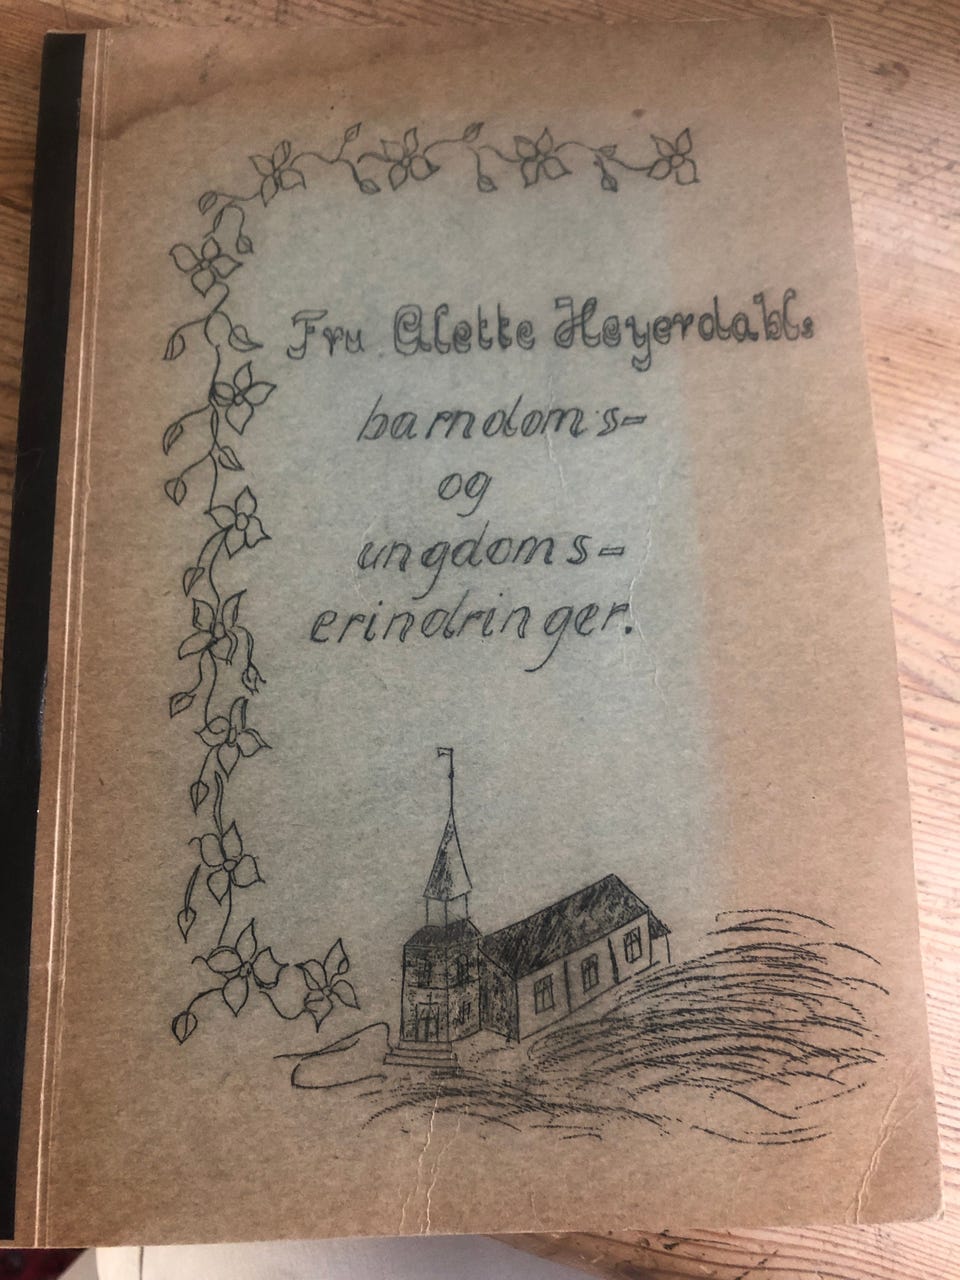 Fru Alette Heyerdahls
barndoms-
og
ungdoms-
erindringer.